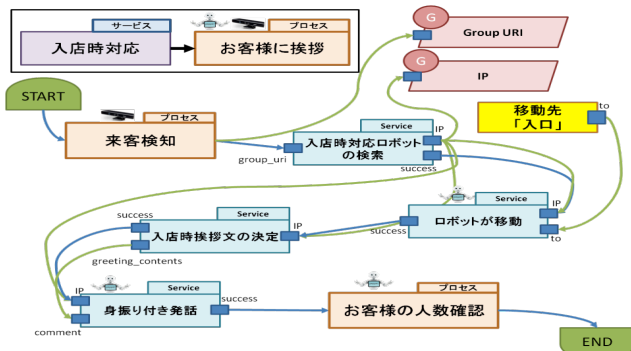 サービス
入店時対応
プロセス
お客様に挨拶
G
Group URI
G
IP
START
プロセス
来客検知
group_uri
Service
入店時対応ロボット
の検索
IP
success
移動先
「入口」
to
Service
ロボットが移動
IP
to
success
Service
入店時挨拶文の決定
IP
success
greeting_contents
Service
身振り付き発話
IP
comment
success
プロセス
お客様の人数確認
END